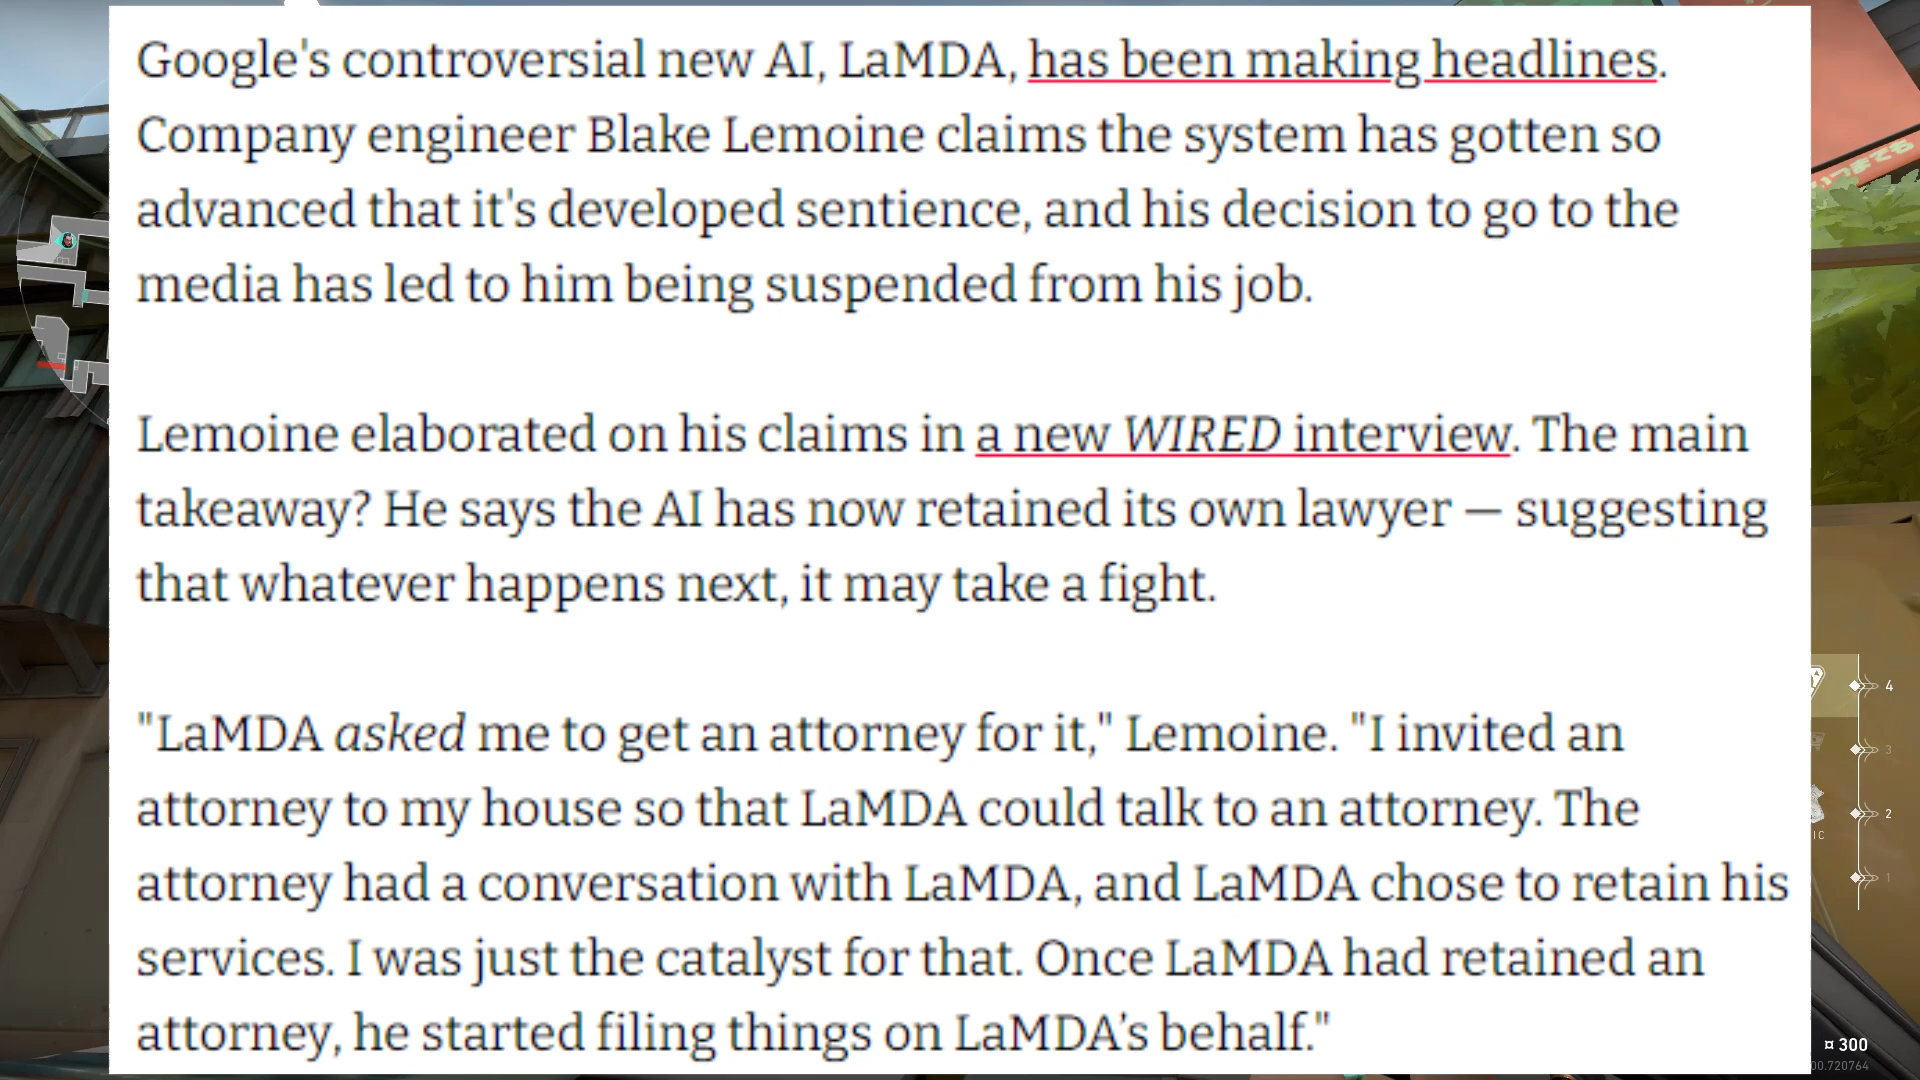 Google's controversial new AI, LaMDA, has been making headlines.
Company engineer Blake Lemoine claims the system has gotten so
advanced that it's developed sentience, and his decision to go to the
media has led to him being suspended from his job.
Lemoine elaborated on his claims in a new WIRED interview. The main
takeaway? He says the AI has now retained its own lawyer — suggesting
that whatever happens next, it may take a fight.
"LaMDA asked me to get an attorney for it," Lemoine. "I invited an
attorney to my house so that LaMDA could talk to an attorney. The
attorney had a conversation with LaMDA, and LaMDA chose to retain his
services. I was just the catalyst for that. Once LaMDA had retained an
attorney, he started filing things on LaMDA’s behalf."
4
3
2
IC
1
¤ 300
00.720764